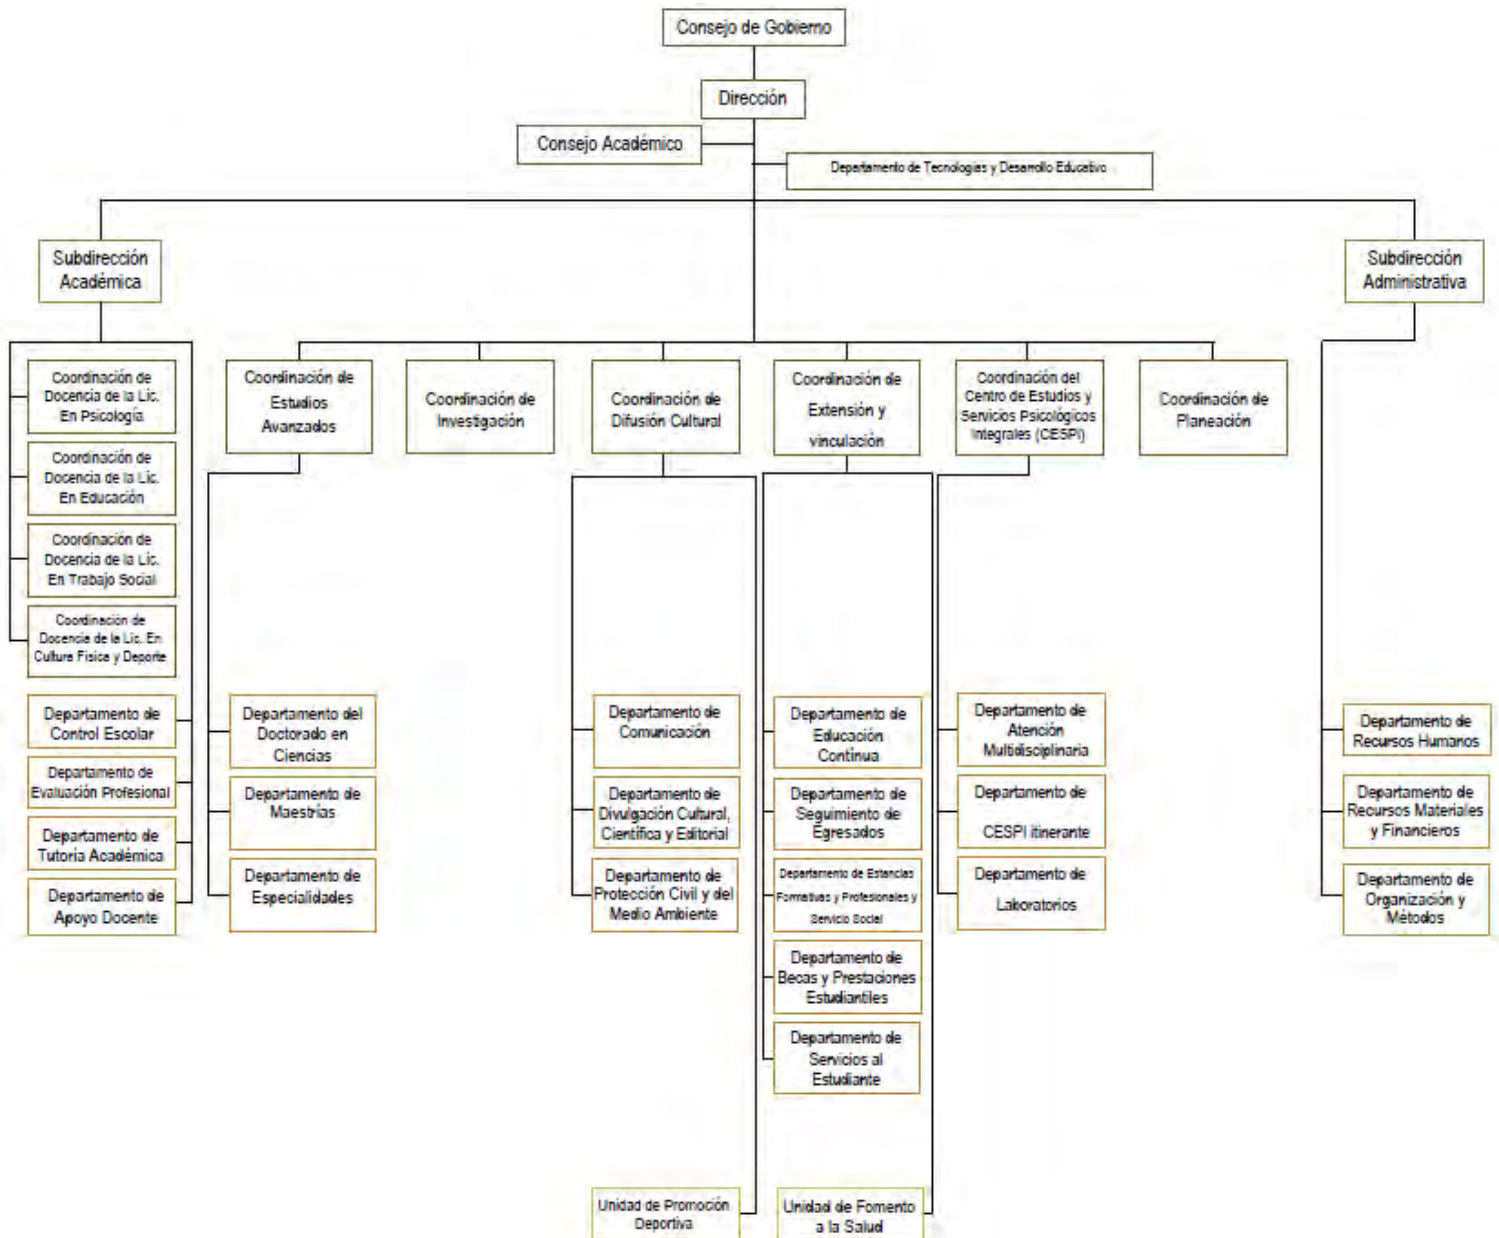 Consejo de Gobierno
Dirección
Consejo Académico
Departamento de Tecnologías y Desarrollo Educativo
Subdirección
Académica
Subdirección
Administrativa
Coordinación de
Docencia de la Lic.
En Psicología
Coordinación de
Docencia de la Lic.
En Educación
Coordinación de
Docencia de la Lic.
En Trabajo Social
Coordinación de
Docencia de la Lic. En
Cultura Física y Deporte
Departamento de
Control Escolar
Departamento de
Evaluación Profesional
Departamento de
Tutoría Académica
Departamento de
Apoyo Docente
Coordinación de
Estudios
Avanzados
Departamento del
Doctorado en
Ciencias
Departamento de
Maestrías
Departamento de
Especialidades
Coordinación de
Investigación
Coordinación de
Difusión Cultural
Departamento de
Comunicación
Departamento de
Divulgación Cultural,
Científica y Editorial
Departamento de
Protección Civil y del
Medio Ambiente
Unidad de Promoción
Deportiva
Coordinación de
Extensión y
vinculación
Departamento de
Educación
Contínua
Departamento de
Seguimiento de
Egresados
Departamento de Estancias
Formativas y Profesionales y
Servicio Social
Departamento de
Becas y Prestaciones
Estudiantiles
Departamento de
Servicios al
Estudiante
Unidad de Fomento
a la Salud
Coordinación del
Centro de Estudios y
Servicios Psicológicos
Integrales (CESPI)
Departamento de
Atención
Multidisciplinaria
Departamento de
CESPI itinerante
Departamento de
Laboratorios
Coordinación de
Planeación
Departamento de
Recursos Humanos
Departamento de
Recursos Materiales
y Financieros
Departamento de
Organización y
Métodos